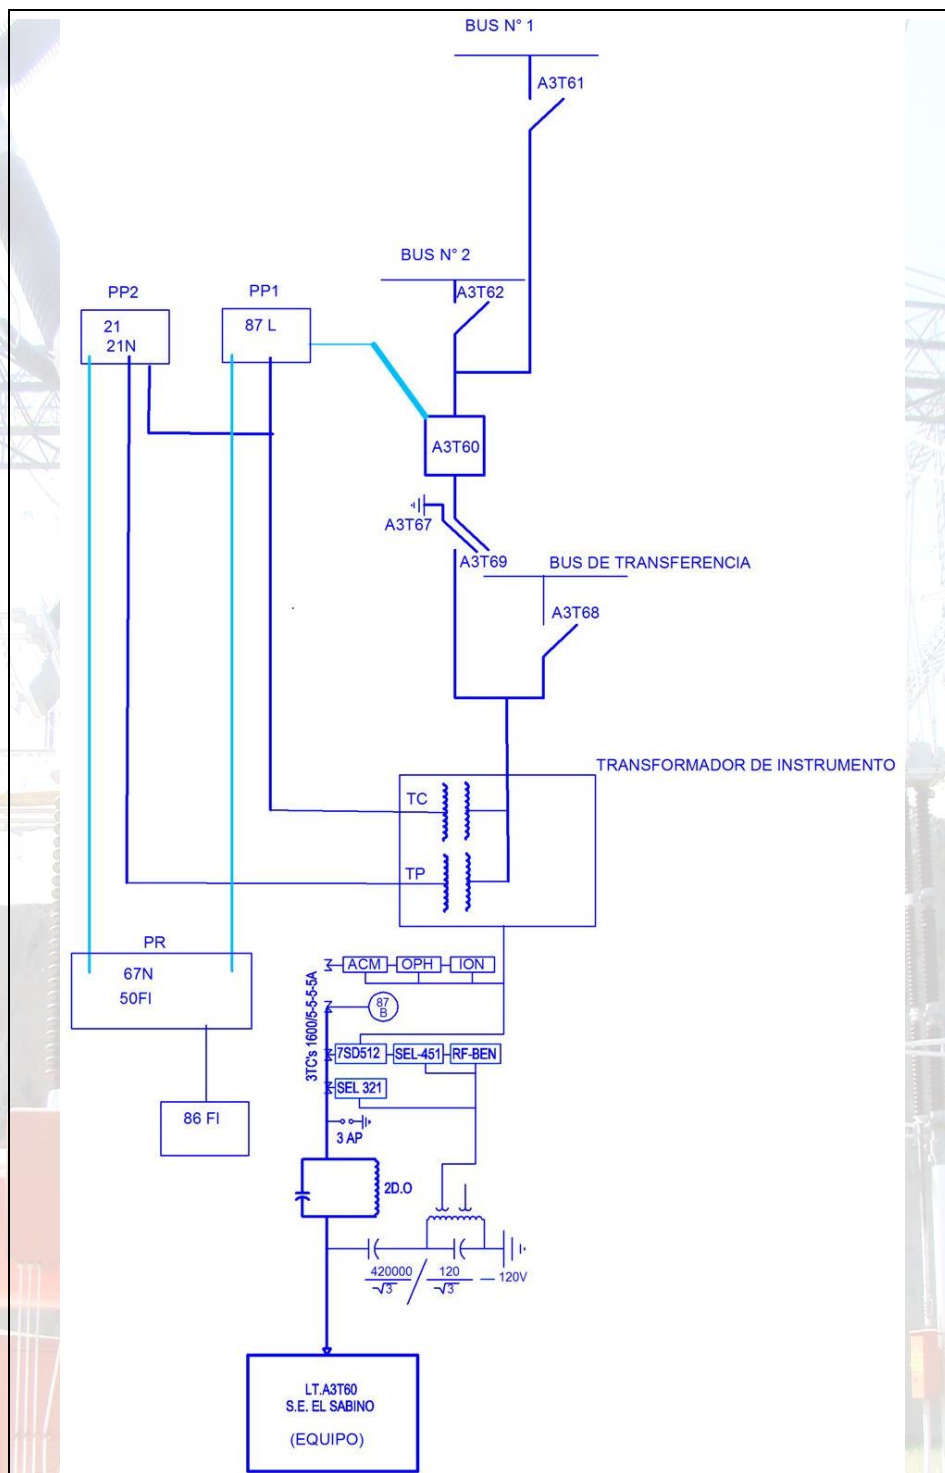 BUS N° 1
A3T61
BUS N° 2
A3T62
PP2
PP1
21
21N
87 L
A3T60
A3T67
A3T69
BUS DE TRANSFERENCIA
A3T68
TRANSFORMADOR DE INSTRUMENTO
TC
TP
PR
67N
50FI
86 FI
3TC's 1600/5-5-5-5-5A
ACM
OPH
ION
87
B
7SD512
SEL-451
RF-BEN
SEL 321
3 AP
2D.O
420000
√3
/
120
√3
— 120V
LT.A3T60
S.E. EL SABINO
(EQUIPO)